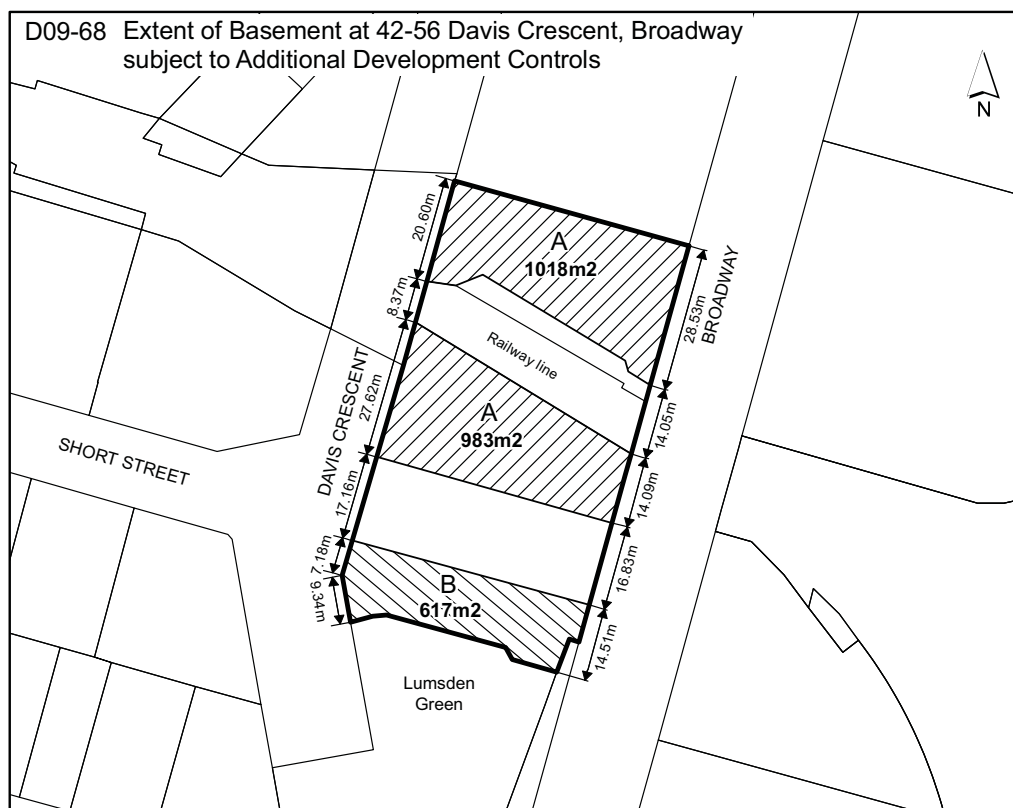 D09-68 Extent of Basement at 42-56 Davis Crescent, Broadway
subject to Additional Development Controls
N
20.60m
A
1018m2
BROADWAY
28.53m
8.37m
Railway line
DAVIS CRESCENT
27.62m
A
983m2
14.05m
SHORT STREET
17.16m
14.09m
7.18m
16.83m
B
617m2
9.34m
14.51m
Lumsden
Green